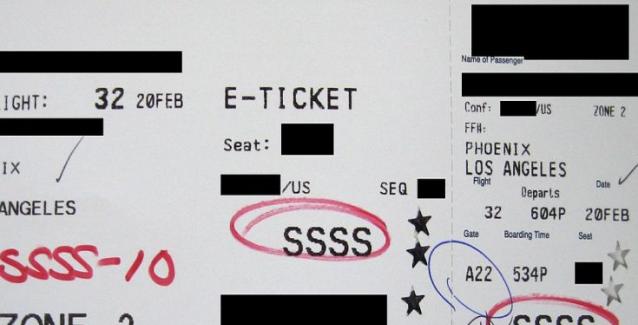 IGHT: 32 20FEB
IX
ANGELES
SSSS-10
ZONE 2
E-TICKET
Seat:
/US SEQ
SSSS
Name of Passenger
Conf: /US ZONE 2
FF#:
PHOENIX
LOS ANGELES
Flight Departs Date
32 604P 20FEB
Gate Boarding Time Seat
A22 534P
SSSS